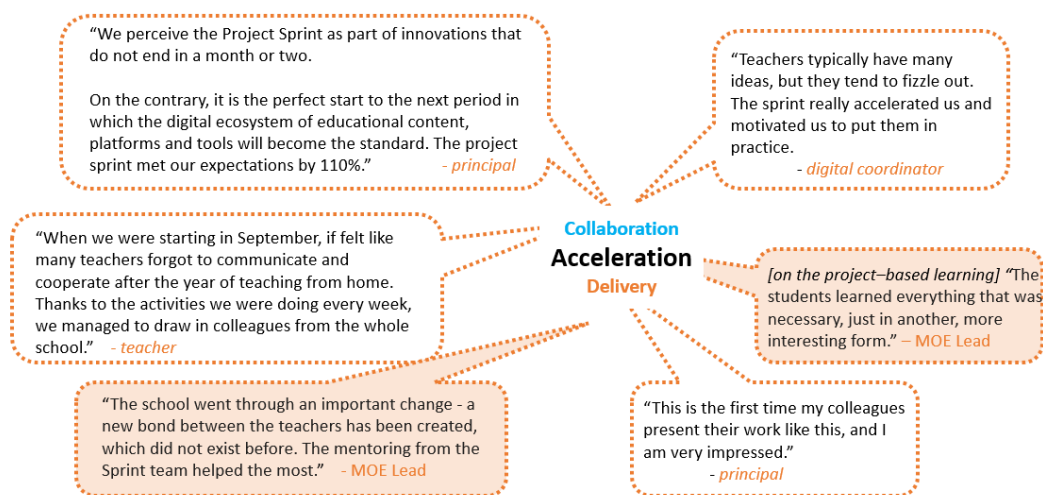 “We perceive the Project Sprint as part of innovations that
do not end in a month or two.
On the contrary, it is the perfect start to the next period in
which the digital ecosystem of educational content,
platforms and tools will become the standard. The project
sprint met our expectations by 110%.” - principal
“Teachers typically have many
ideas, but they tend to fizzle out.
The sprint really accelerated us and
motivated us to put them in
practice.
- digital coordinator
Collaboration
Acceleration
Delivery
“When we were starting in September, if felt like
many teachers forgot to communicate and
cooperate after the year of teaching from home.
Thanks to the activities we were doing every week,
we managed to draw in colleagues from the whole
school.” - teacher
[on the project–based learning] “The
students learned everything that was
necessary, just in another, more
interesting form.” – MOE Lead
“The school went through an important change - a
new bond between the teachers has been created,
which did not exist before. The mentoring from the
Sprint team helped the most.” - MOE Lead
“This is the first time my colleagues
present their work like this, and I
am very impressed.”
- principal